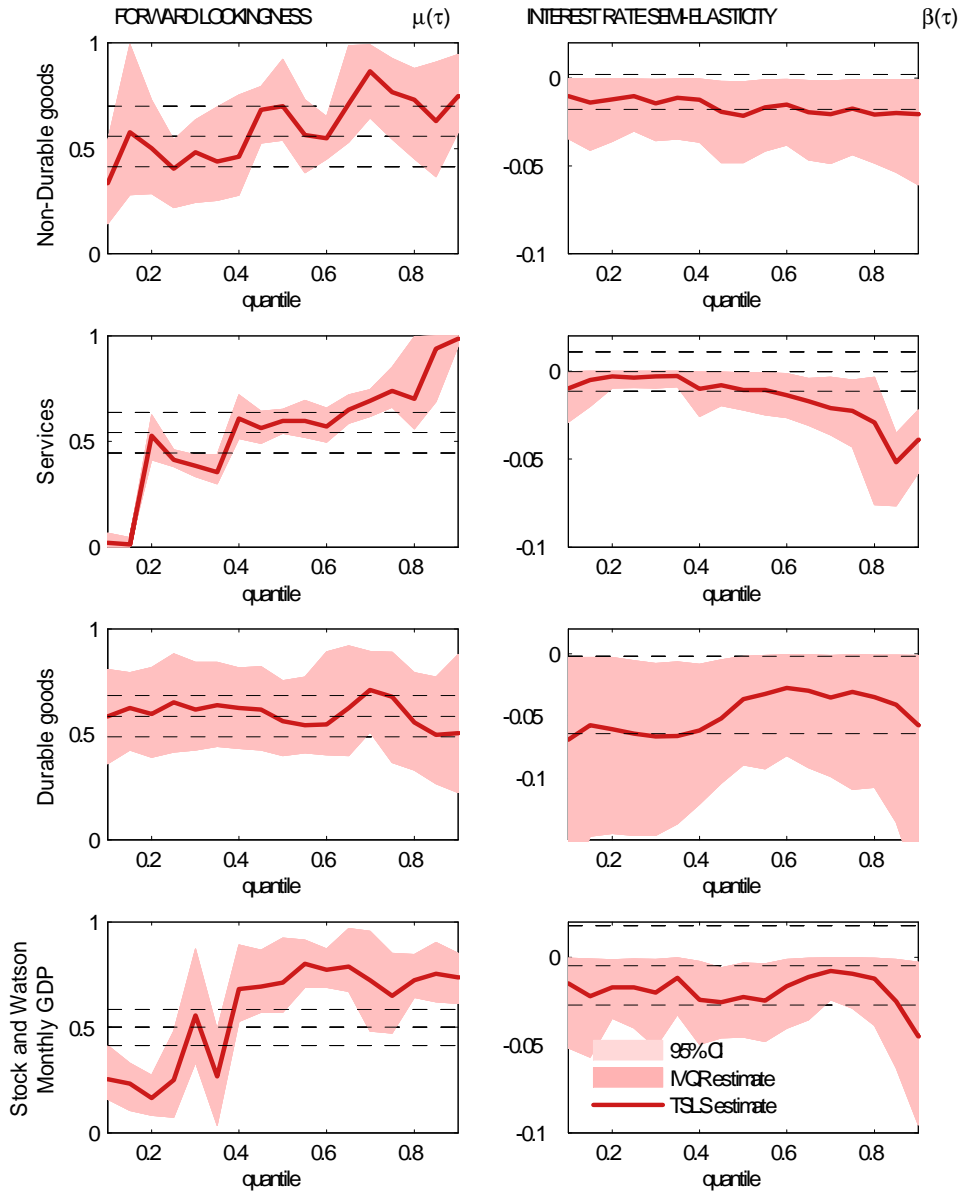 FORWARD LOOKINGNESS μ(τ) INTEREST RATE SEMI-ELASTICITY β(τ)
1
0.5
0
0.2 0.4 0.6 0.8
quantile
Non-Durable goods
0
-0.05
-0.1
0.2 0.4 0.6 0.8
quantile
1
0.5
0
0.2 0.4 0.6 0.8
quantile
Services
0
-0.05
-0.1
0.2 0.4 0.6 0.8
quantile
1
0.5
0
0.2 0.4 0.6 0.8
quantile
Durable goods
0
-0.05
-0.1
0.2 0.4 0.6 0.8
quantile
1
0.5
0
0.2 0.4 0.6 0.8
quantile
Stock and Watson
Monthly GDP
0
-0.05
-0.1
0.2 0.4 0.6 0.8
quantile
95% CI
IVQR estimate
TSLS estimate